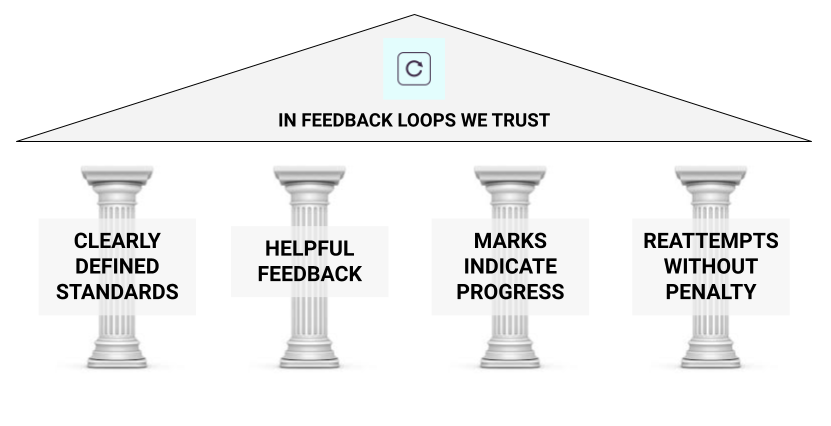 IN FEEDBACK LOOPS WE TRUST
CLEARLY
DEFINED
STANDARDS
HELPFUL
FEEDBACK
MARKS
INDICATE
PROGRESS
REATTEMPTS
WITHOUT
PENALTY